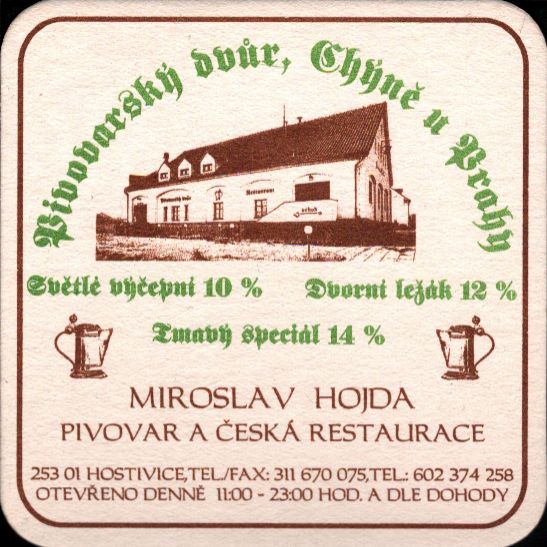 Pivovarský dvůr, Chýně u Prahy
Restaurant
Světlé výčepní 10 %
Dvorní ležák 12 %
Tmavý speciál 14 %
MIROSLAV HOJDA
PIVOVAR A ČESKÁ RESTAURACE
253 01 HOSTIVICE,TEL./FAX: 311 670 075,TEL.: 602 374 258
OTEVŘENO DENNĚ 11:00 - 23:00 HOD. A DLE DOHODY